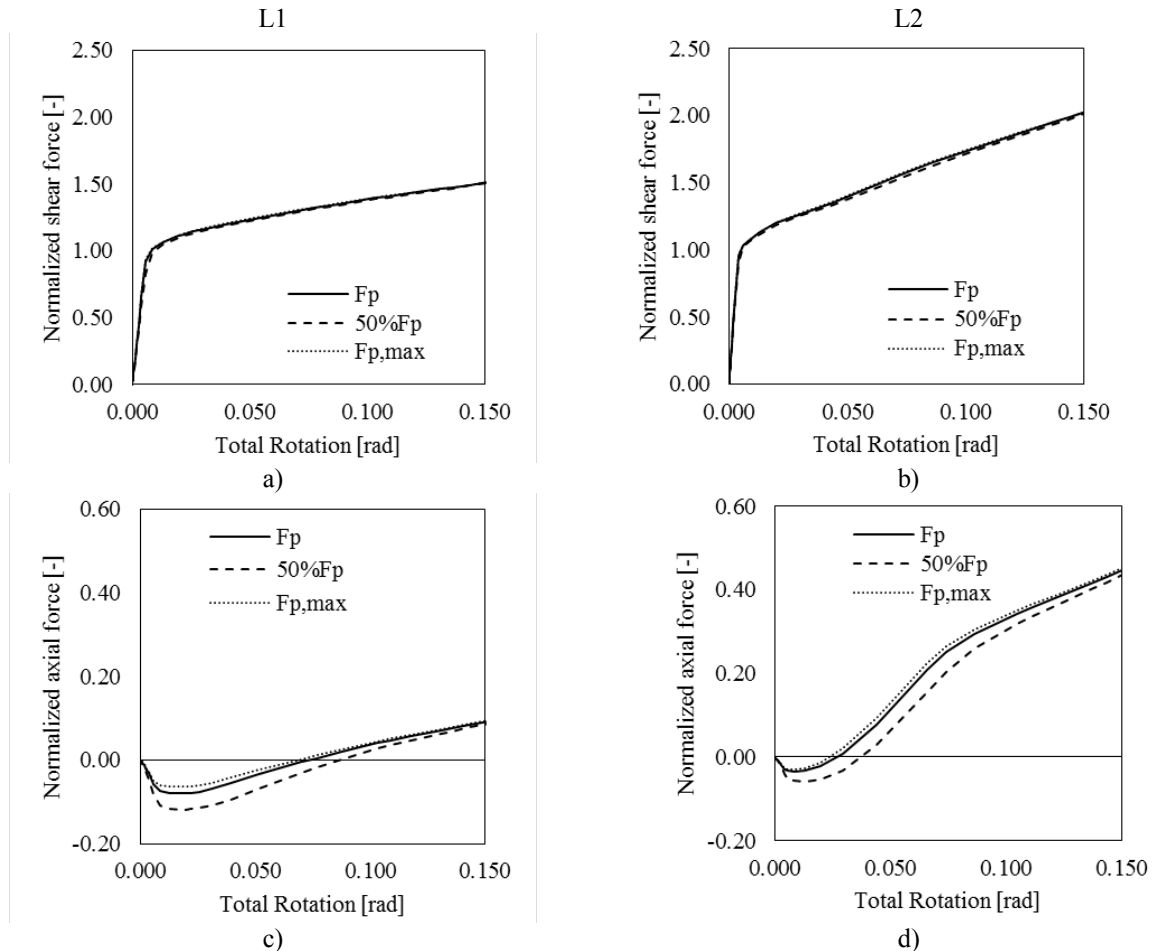 L1
L2
Normalized shear force [-]
2.50
2.00
1.50
1.00
0.50
0.00
Fp
50%Fp
Fp,max
0.000 0.050 0.100 0.150
Total Rotation [rad]
a)
Normalized shear force [-]
2.50
2.00
1.50
1.00
0.50
0.00
Fp
50%Fp
Fp,max
0.000 0.050 0.100 0.150
Total Rotation [rad]
b)
Normalized axial force [-]
0.60
0.40
0.20
0.00
-0.20
Fp
50%Fp
Fp,max
0.000 0.050 0.100 0.150
Total Rotation [rad]
c)
Normalized axial force [-]
0.60
0.40
0.20
0.00
-0.20
Fp
50%Fp
Fp,max
0.000 0.050 0.100 0.150
Total Rotation [rad]
d)